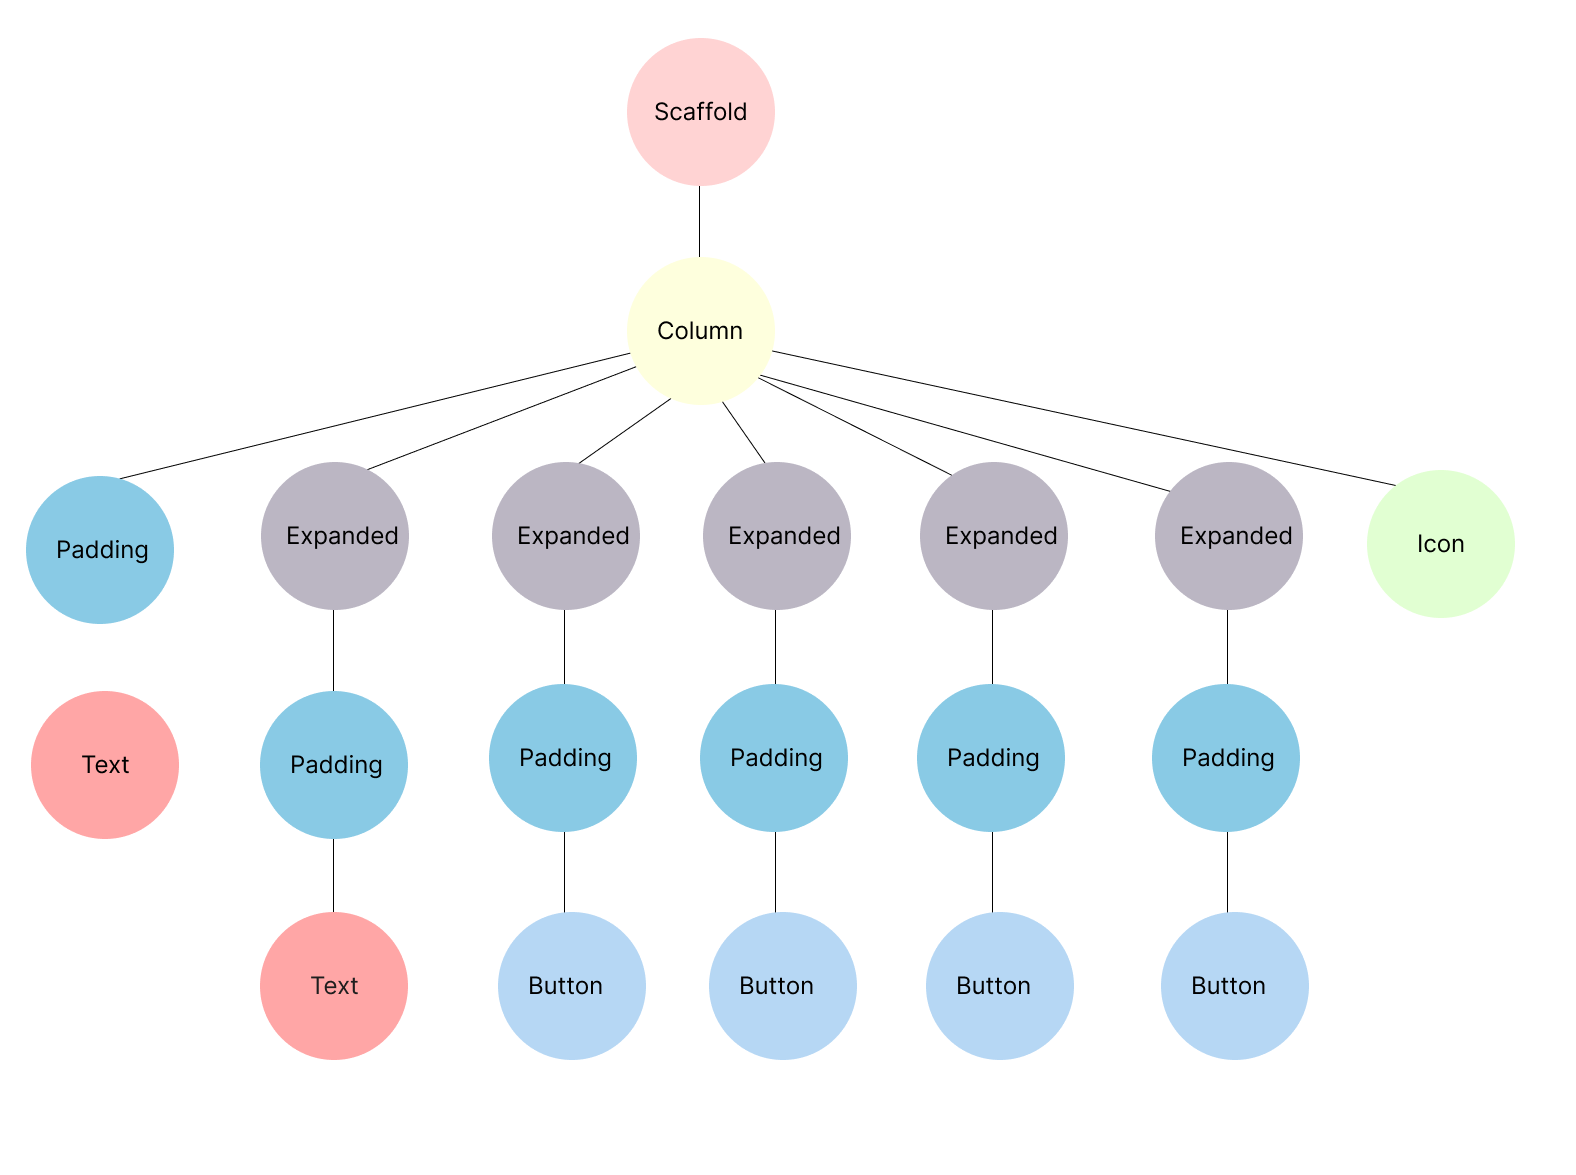 Scaffold
Column
Padding
Expanded
Expanded
Expanded
Expanded
Expanded
Icon
Text
Padding
Padding
Padding
Padding
Padding
Text
Button
Button
Button
Button